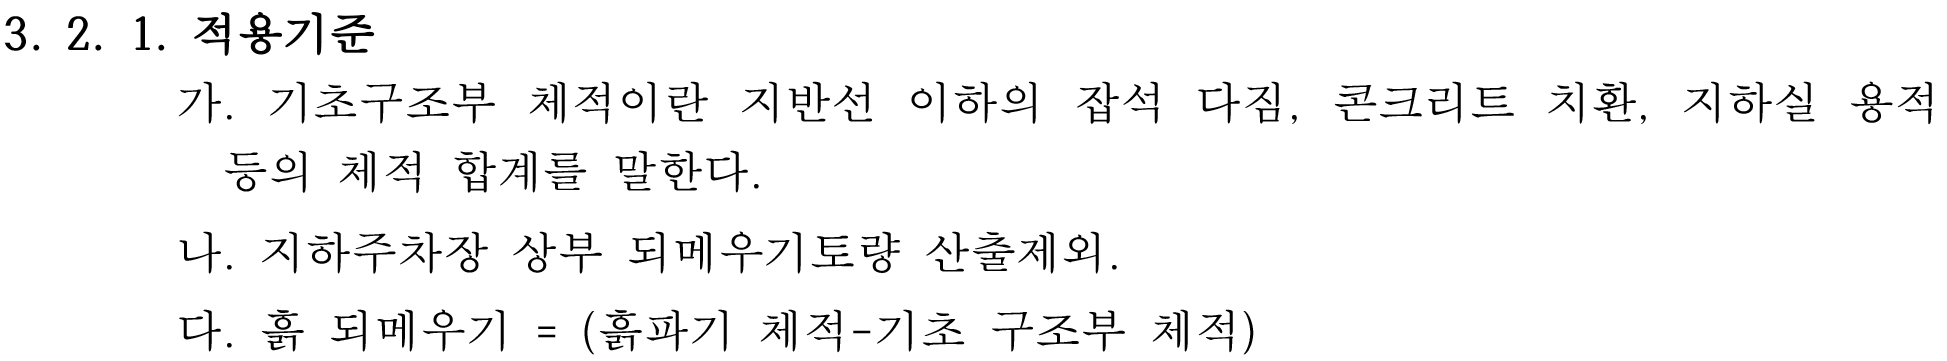 3. 2. 1. 적용기준
가. 기초구조부 체적이란 지반선 이하의 잡석 다짐, 콘크리트 치환, 지하실 용적
등의 체적 합계를 말한다.
나. 지하주차장 상부 되메우기토량 산출제외.
다. 흙 되메우기 = (흙파기 체적-기초 구조부 체적)